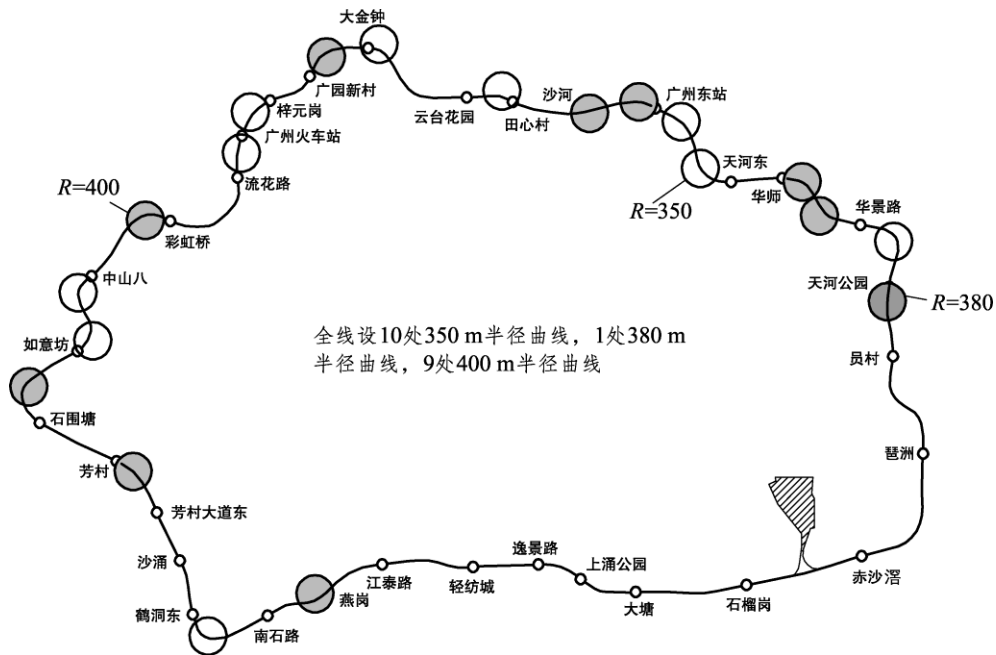 大金钟
广园新村
梓元岗
广州火车站
流花路
R=400
彩虹桥
中山八
如意坊
石围塘
芳村
芳村大道东
沙涌
鹤洞东
南石路
燕岗
江泰路
轻纺城
逸景路
上涌公园
大塘
石榴岗
赤沙滘
琶洲
员村
天河公园
R=380
华景路
华师
天河东
R=350
广州东站
沙河
田心村
云台花园
全线设10处350 m半径曲线，1处380 m
半径曲线，9处400 m半径曲线